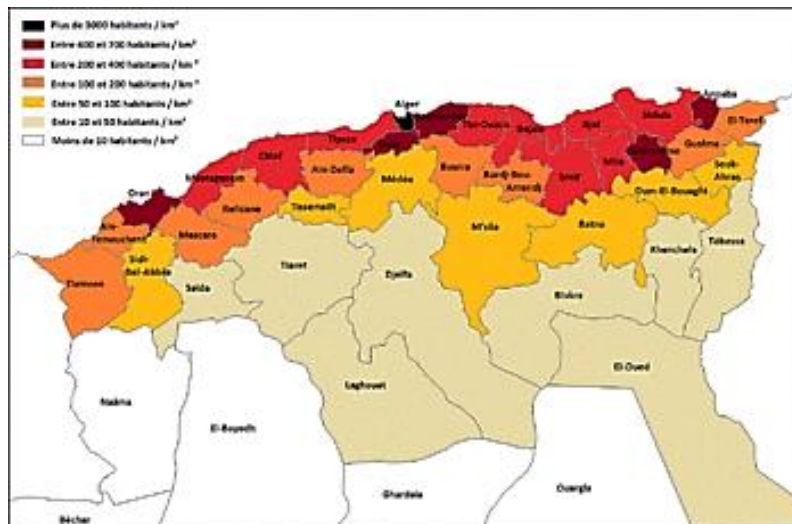 Plus de 3000 habitants / km²
Entre 400 et 700 habitants / km²
Entre 200 et 400 habitants / km²
Entre 100 et 200 habitants / km²
Entre 50 et 100 habitants / km²
Entre 10 et 50 habitants / km²
Moins de 10 habitants / km²
Alger
Annaba
Tizi-Ouzou
Bejaia
Jijel
Skikda
El-Taref
Tipaza
Chlef
Mostaganem
Ain-Defla
Médéa
Bouira
Bordj-Bou-
Arreridj
Sétif
Mila
Guelma
Souk-
Ahras
Oum-El-Bouaghi
Oran
Relizane
Tissemsilt
Mascara
Ain-
Temouchent
Sidi-
Bel-Abbès
Tlemcen
Saida
Tiaret
Djelfa
M'sila
Batna
Khenchela
Tebessa
Biskra
Laghouat
El-Oued
Naâma
El-Bayadh
Ghardaia
Ouargla
Béchar